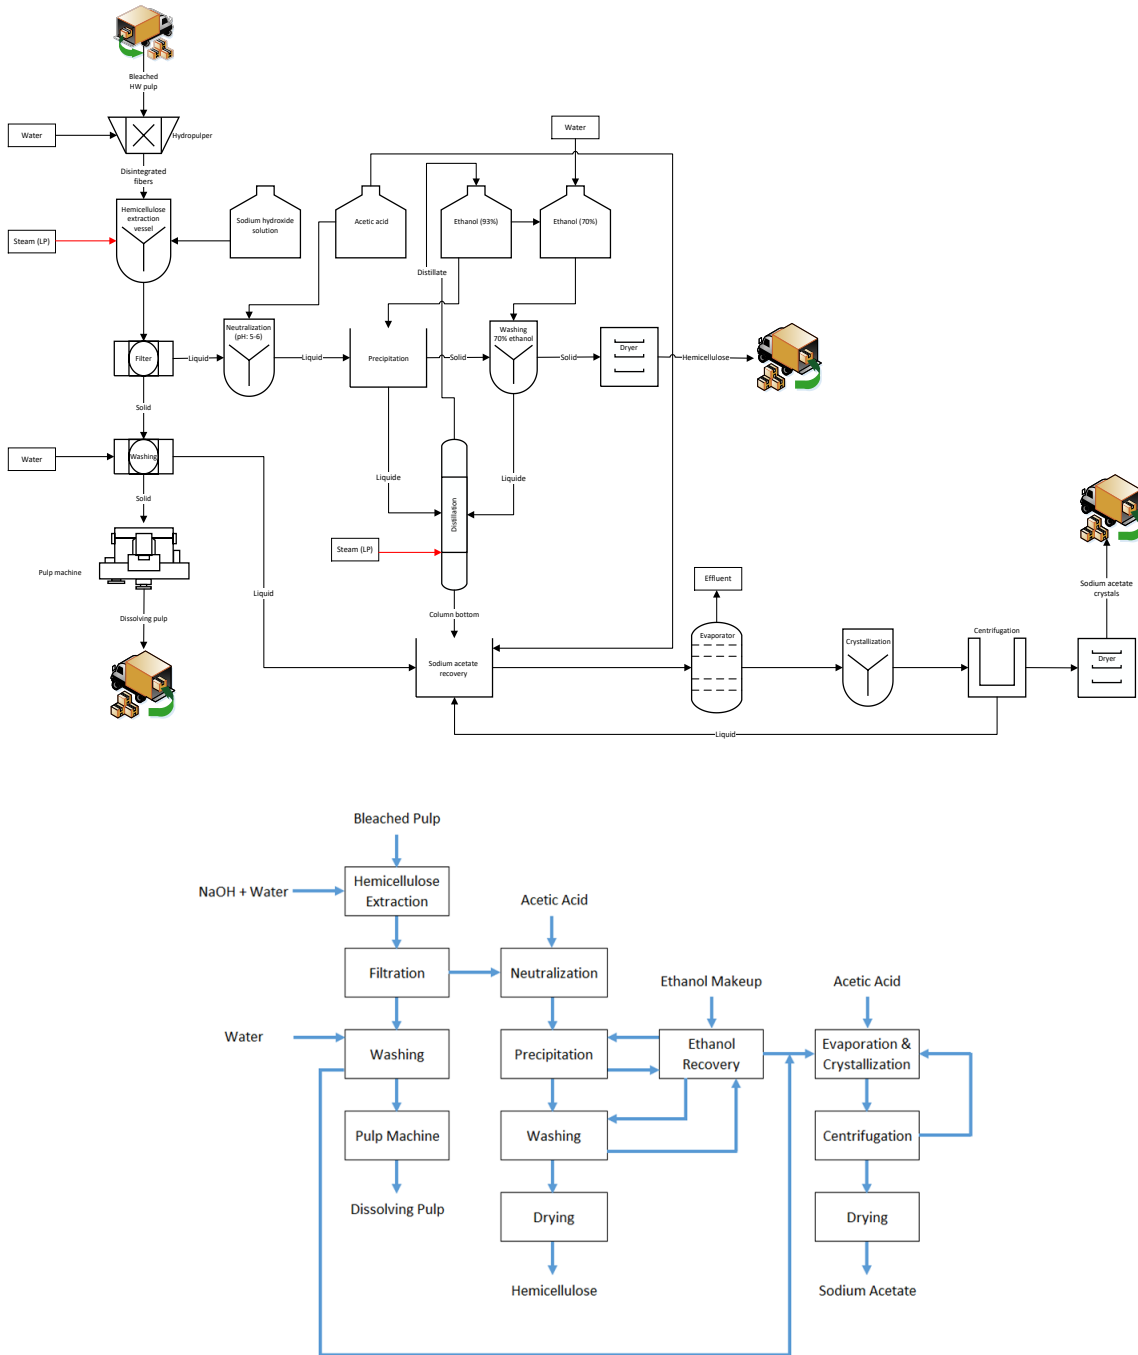 Bleached
HW pulp
Water
Hydropulper
Water
Disintegrated
fibers
Hemicellulose
extraction
vessel
Sodium hydroxide
solution
Acetic acid
Ethanol (93%)
Ethanol (70%)
Steam (LP)
Distillate
Neutralization
(pH: 5-6)
Washing
70% ethanol
Filter
Liquid
Liquid
Precipitation
Solid
Solid
Dryer
Hemicellulose
Solid
Water
Washing
Liquide
Liquide
Distillation
Solid
Steam (LP)
Pulp machine
Effluent
Sodium acetate
crystals
Liquid
Dissolving pulp
Column bottom
Evaporator
Crystallization
Centrifugation
Sodium acetate
recovery
Dryer
Liquid
Bleached Pulp
NaOH + Water
Hemicellulose
Extraction
Acetic Acid
Filtration
Neutralization
Ethanol Makeup
Acetic Acid
Water
Washing
Precipitation
Ethanol
Recovery
Evaporation &
Crystallization
Pulp Machine
Washing
Centrifugation
Dissolving Pulp
Drying
Drying
Hemicellulose
Sodium Acetate